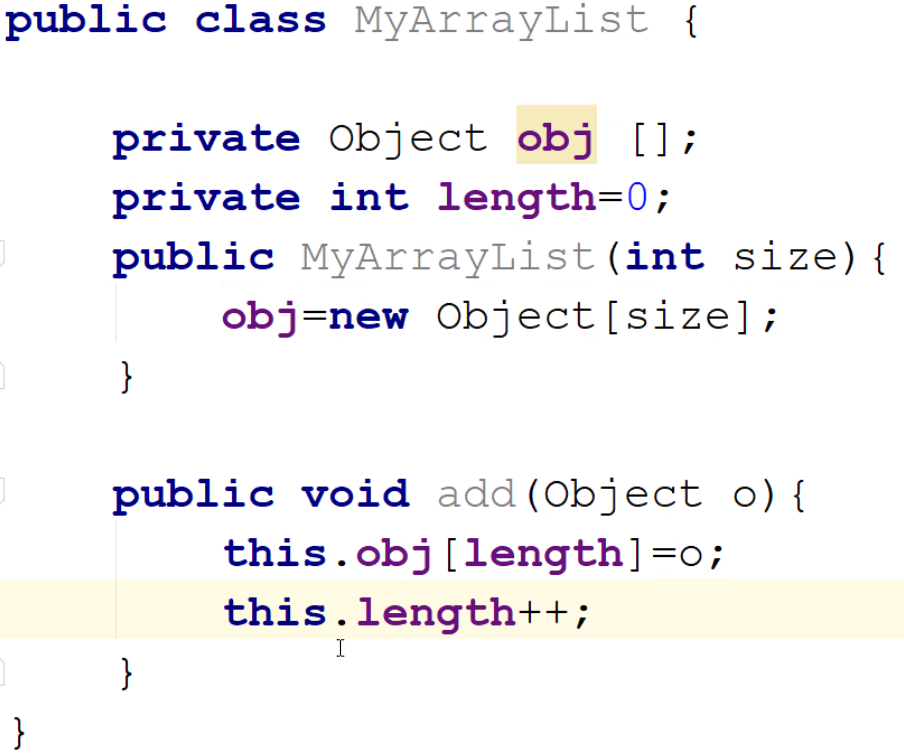 public class MyArrayList {
private Object obj [];
private int length=0;
public MyArrayList(int size){
obj=new Object[size];
}
public void add(Object o){
this.obj[length]=o;
this.length++;
}
}